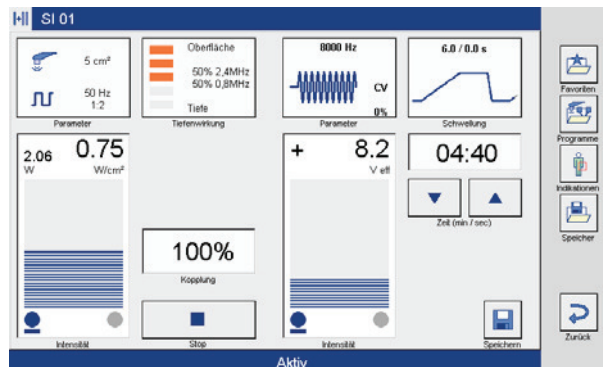 SI 01
5 cm²
50 Hz
1:2
Parameter
Oberfläche
50% 2,4MHz
50% 0,8MHz
Tiefe
Tiefenwirkung
8000 Hz
CV
0%
Parameter
6.0 / 0.0 s
Schwellung
2.06
W
0.75
W/cm²
Intensität
100%
Kopplung
Stop
+
8.2
V eff
Intensität
04:40
Zeit (min / sec)
Speichern
Aktiv
Favoriten
Programme
Indikationen
Speicher
Zurück